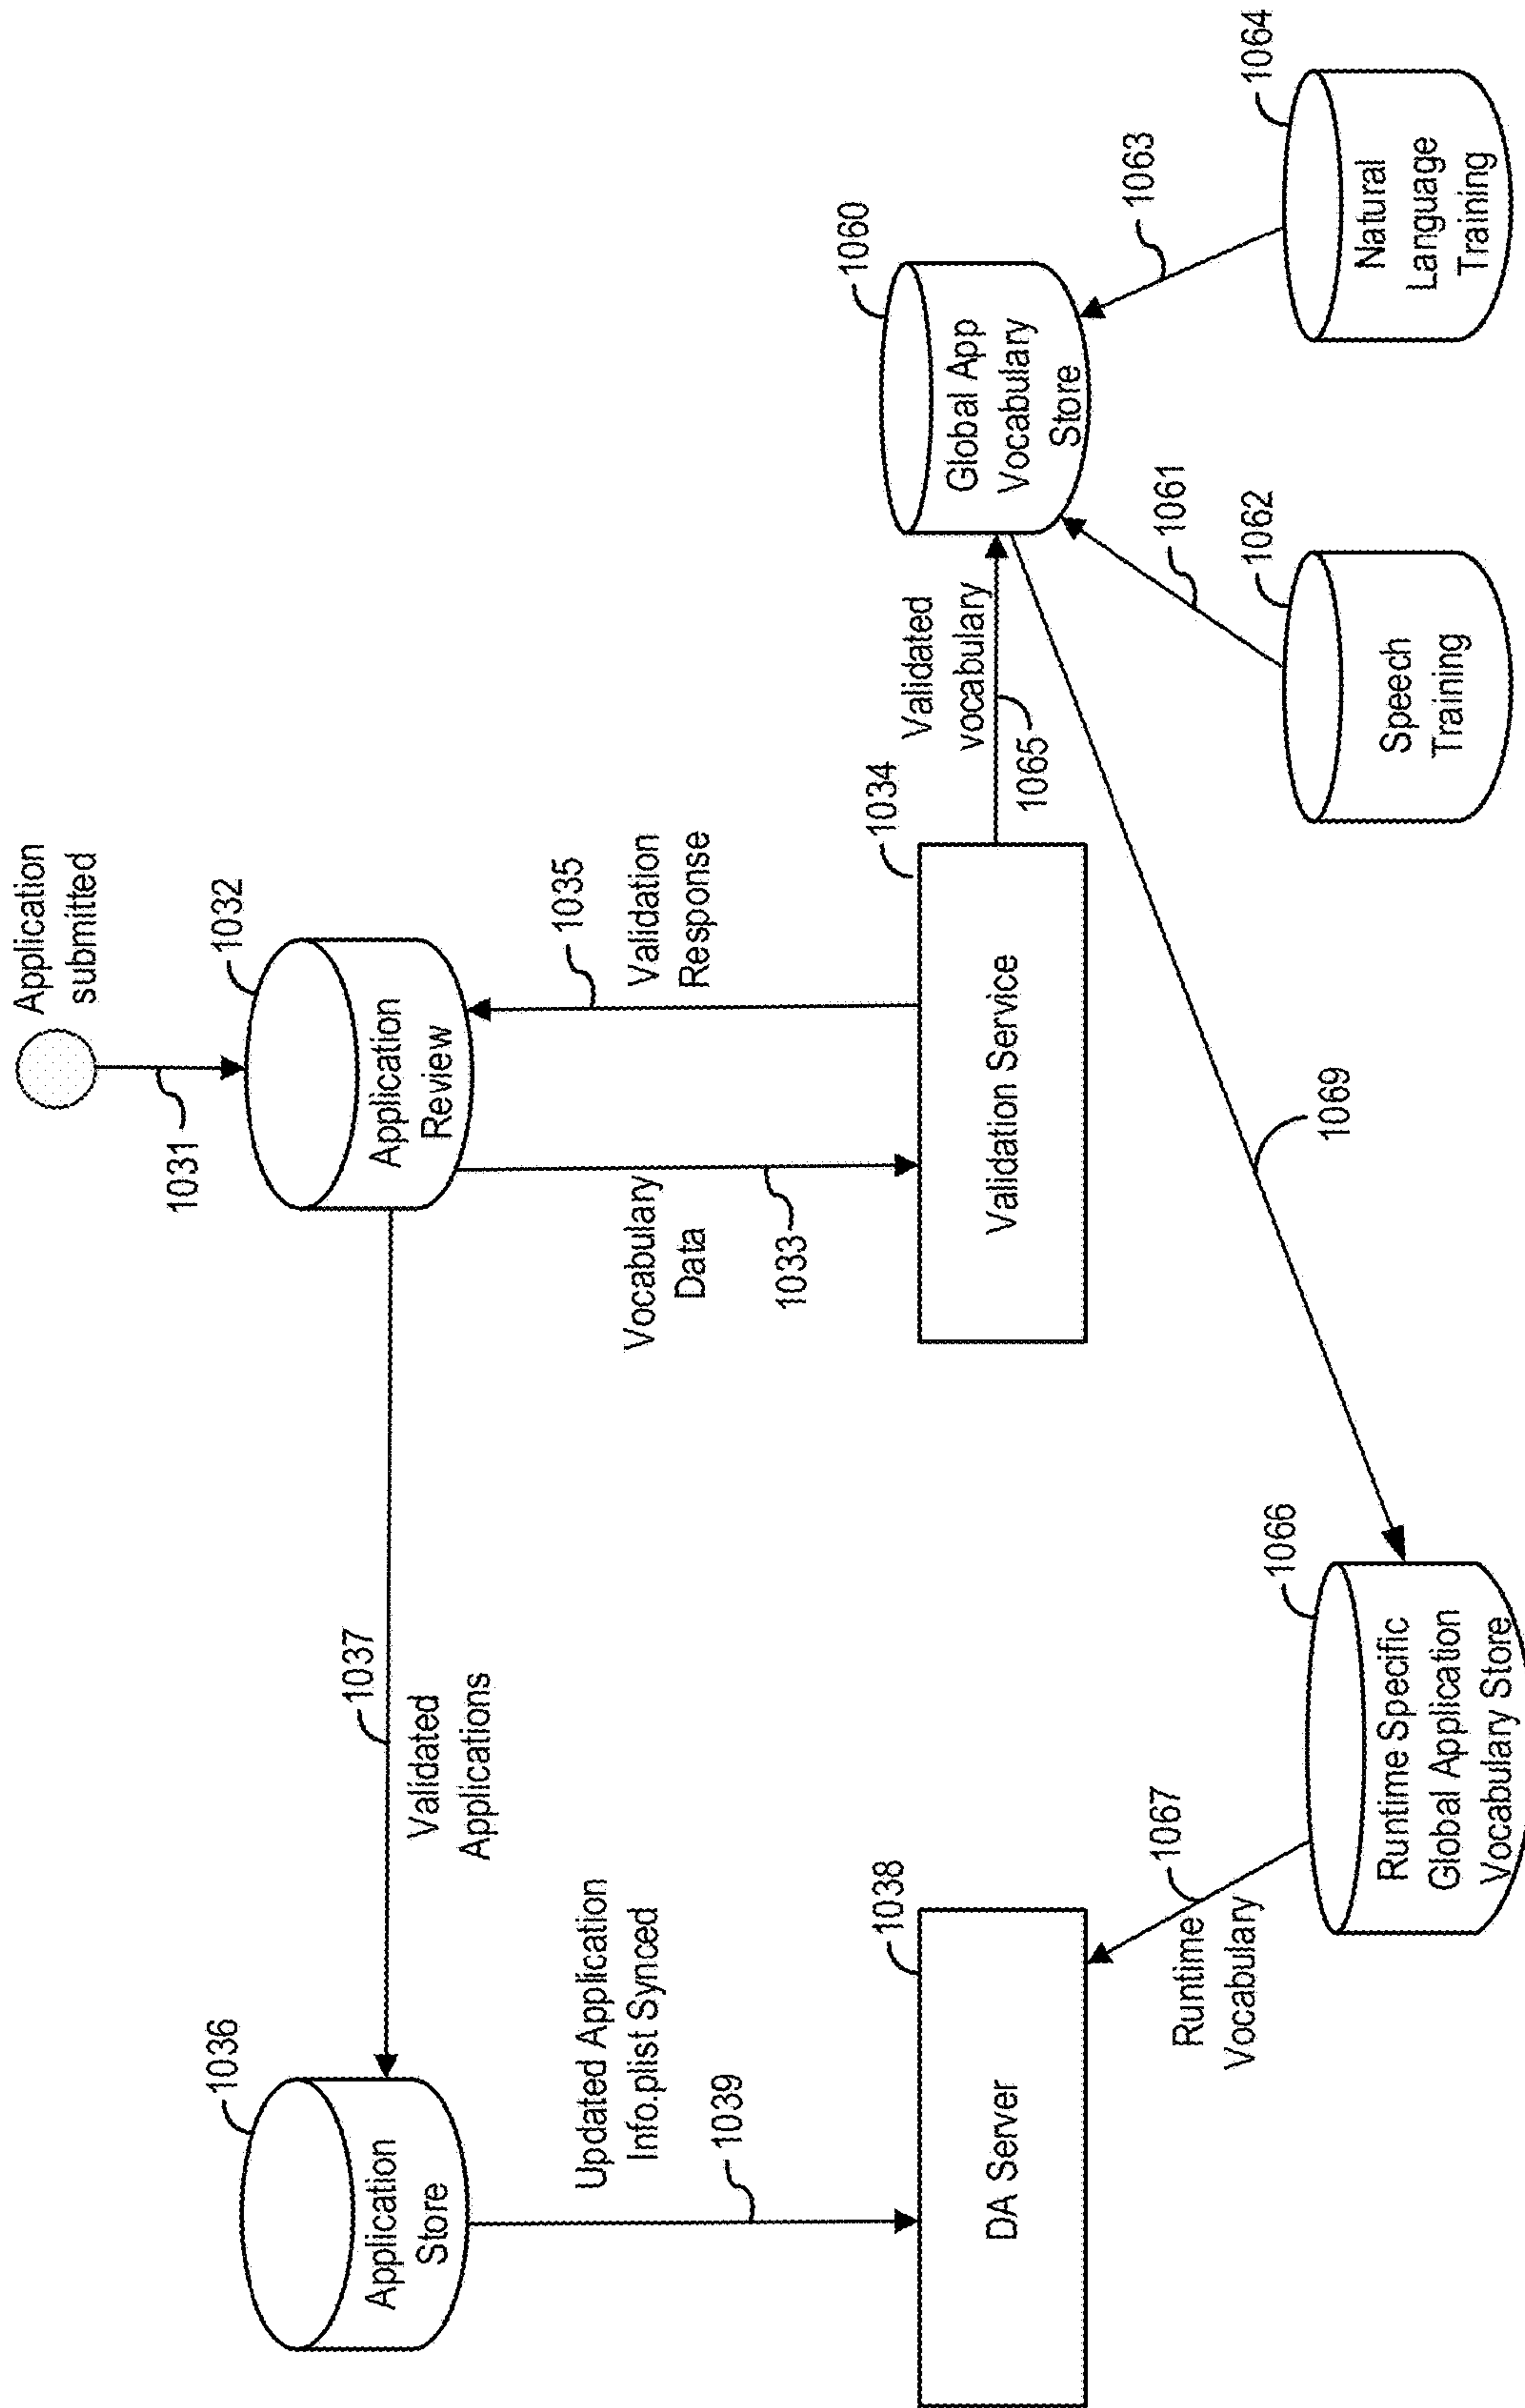 Application
submitted
1031
1032
Application
Review
1037
Validated
Applications
1036
Application
Store
Updated Application
Info.plist Synced
1039
Vocabulary
Data
1033
1035
Validation
Response
1038
DA Server
1034
Validation Service
Validated
vocabulary
1065
1060
Global App
Vocabulary
Store
1067
Runtime
Vocabulary
1066
Runtime Specific
Global Application
Vocabulary Store
1069
1061
1062
Speech
Training
1063
1064
Natural
Language
Training